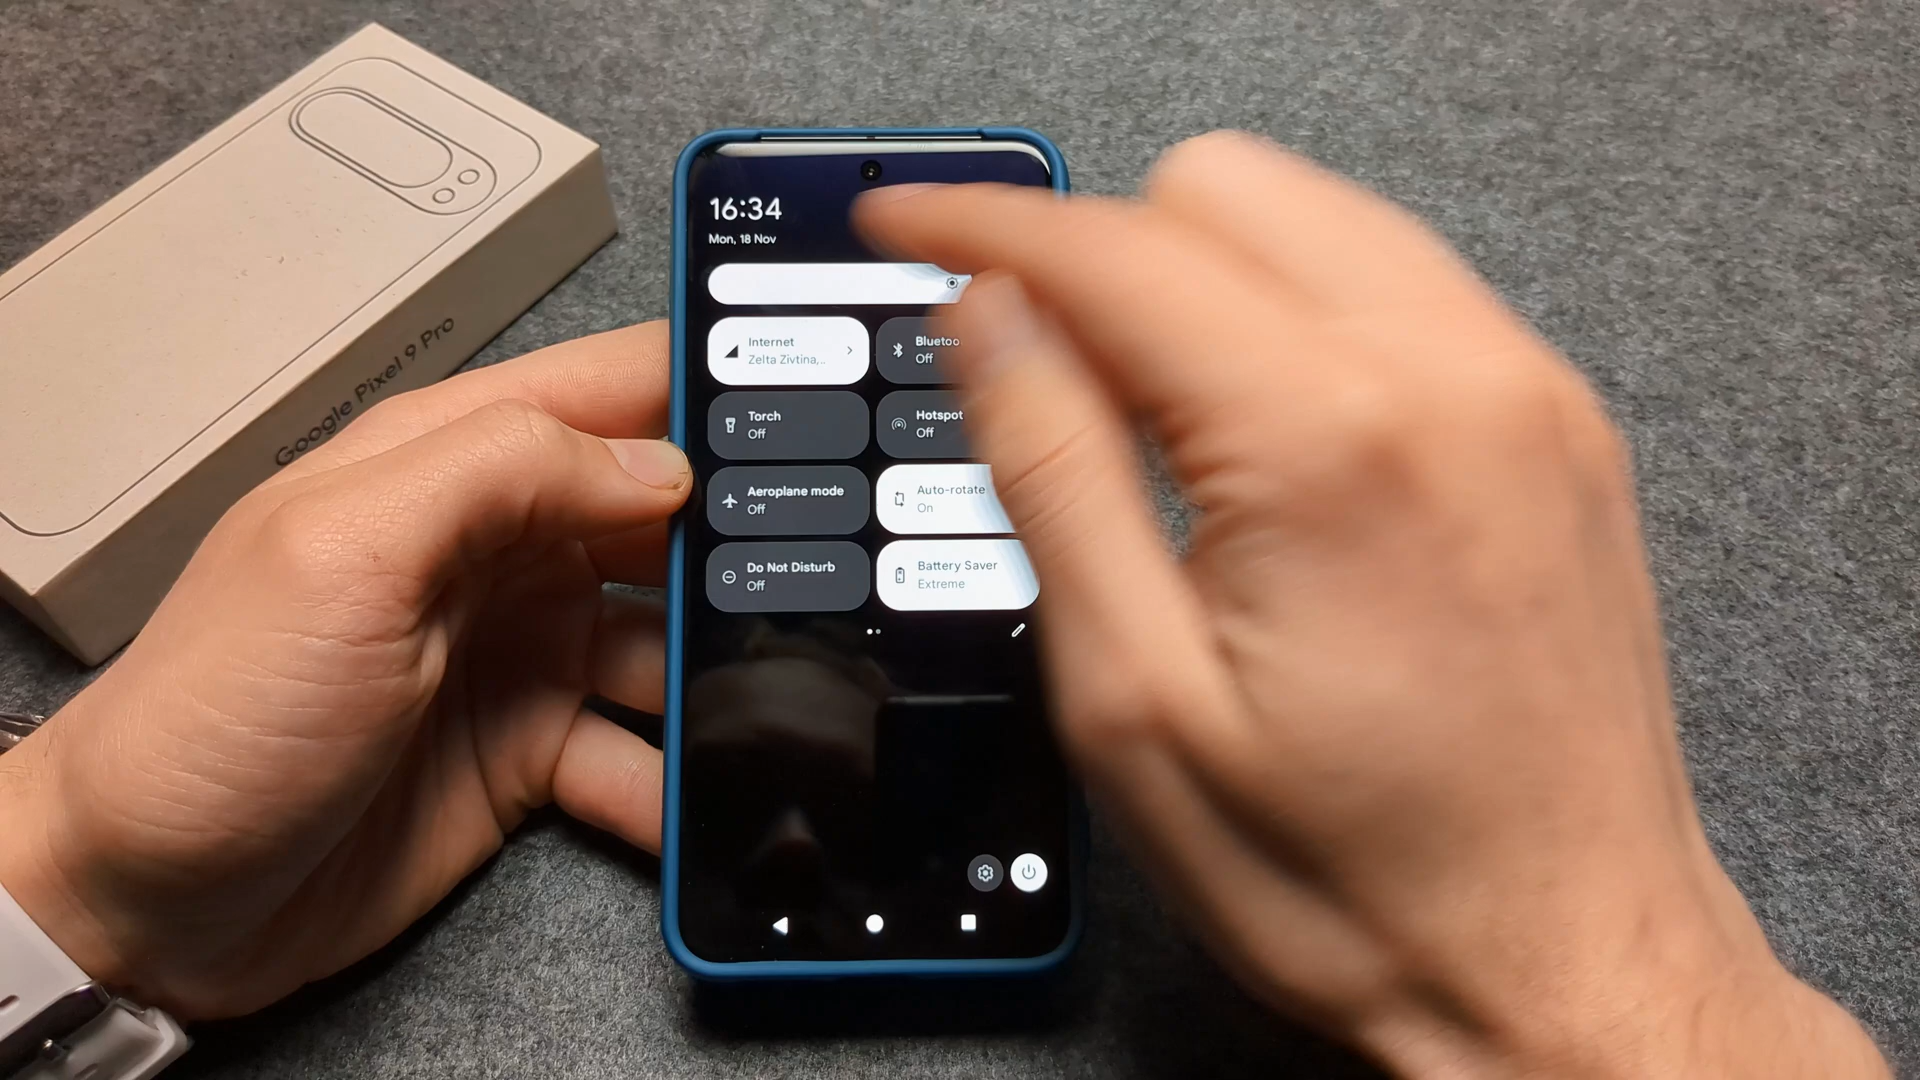 Google Pixel 9 Pro
16:34
Mon, 18 Nov
Internet
Zelta Zivtina,...
Off
Torch
Off
Hotspot
Off
Aeroplane mode
Off
Auto-rotate
On
Do Not Disturb
Off
Battery Saver
Extreme